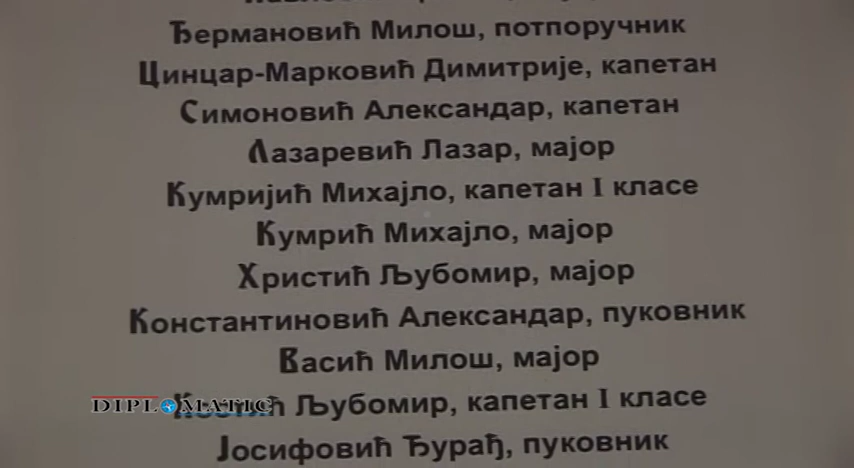 Ђермановић Милош, потпоручник
Цинцар-Марковић Димитрије, капетан
Симоновић Александар, капетан
Лазаревић Лазар, мајор
Кумријић Михајло, капетан I класе
Кумрић Михајло, мајор
Христић Љубомир, мајор
Константиновић Александар, пуковник
Васић Милош, мајор
DIPLOMATIC
Љубомир, капетан I класе
Јосифовић Ђурађ, пуковник